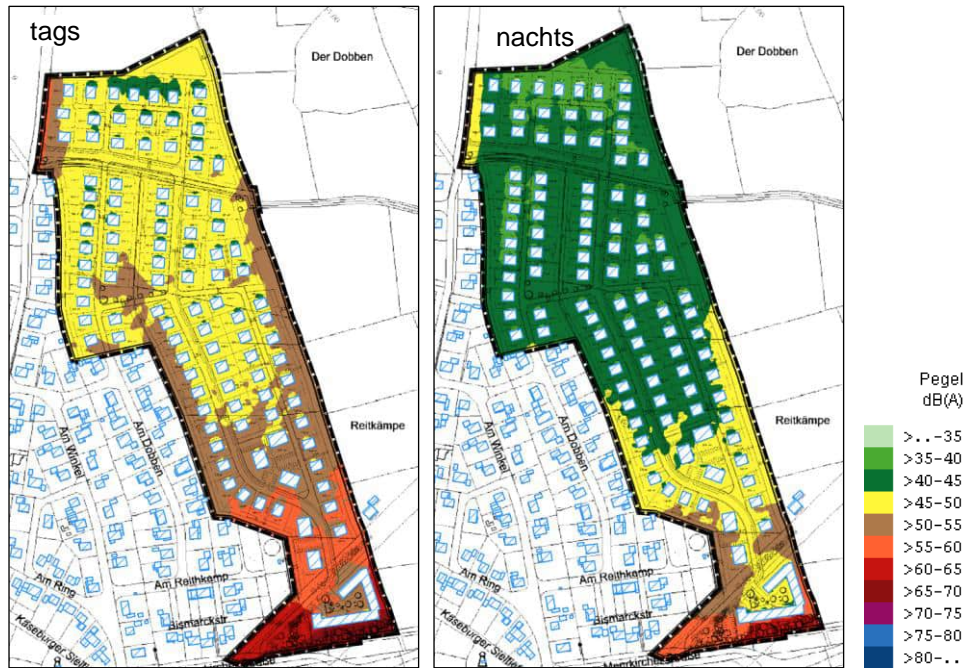 tags
Der Dobben
Reitkämpe
Am Winkel
Am Dobben
Am Ring
Am Reithkamp
Bismarckstr
Käseburger
nachts
Der Dobben
Reitkämpe
Am Winkel
Am Dobben
Am Ring
Am Reithkamp
Bismarckstr
Käseburger
Pegel
dB(A)
>..-35
>35-40
>40-45
>45-50
>50-55
>55-60
>60-65
>65-70
>70-75
>75-80
>80-..